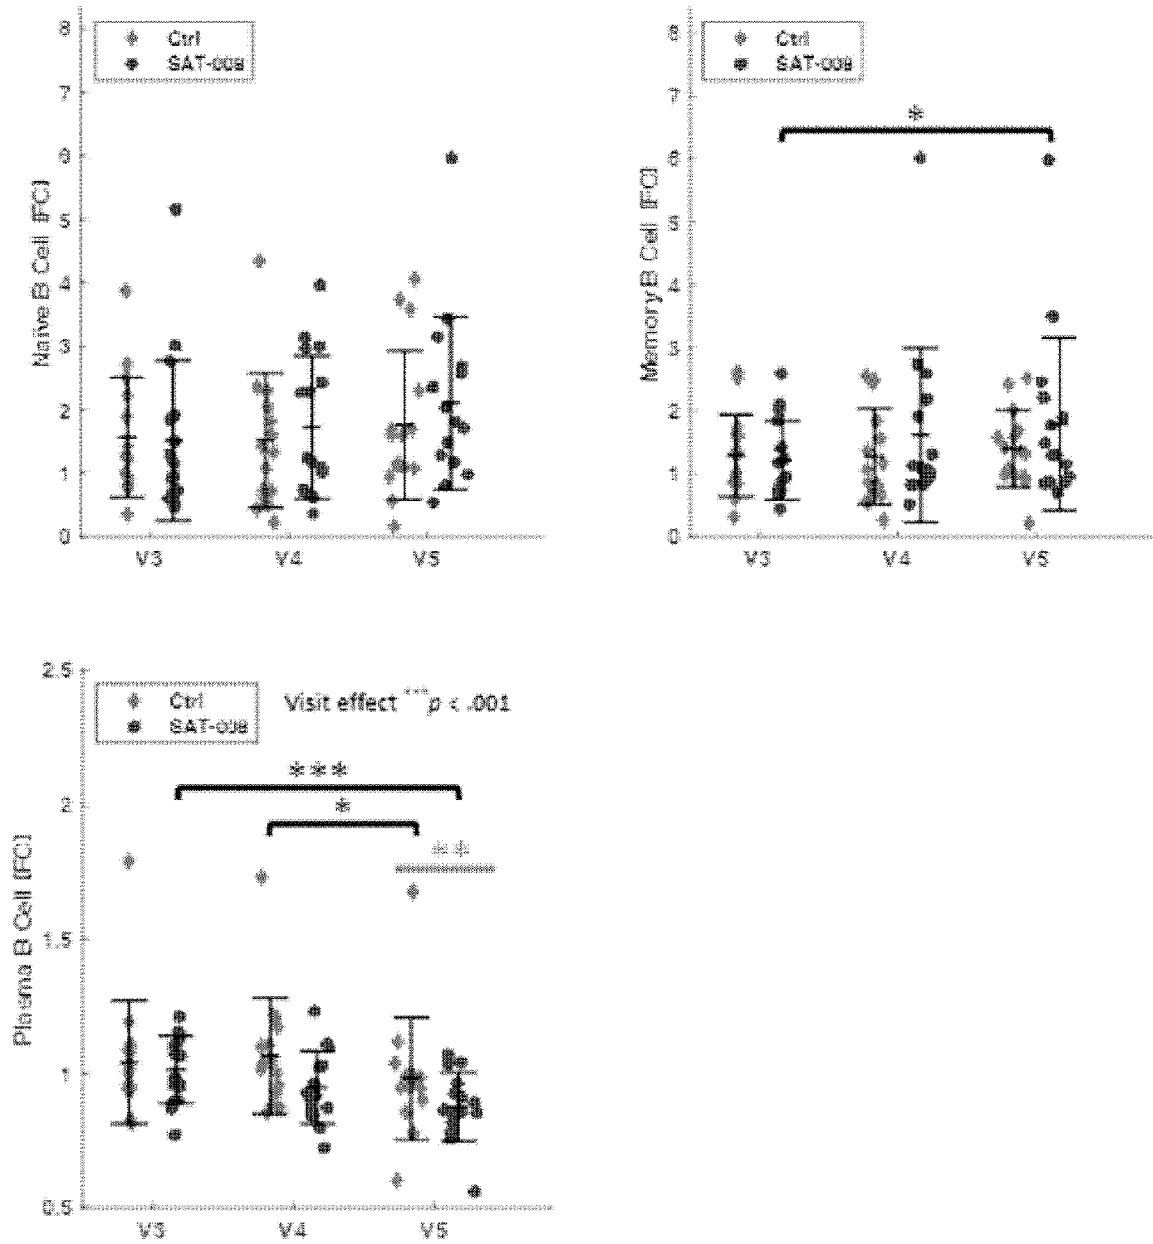 8
7
6
5
4
3
2
1
0
Naïve B Cell [FC]
Ctrl
SAT-008
V3
V4
V5
8
7
6
5
4
3
2
1
0
Memory B Cell [FC]
Ctrl
SAT-008
*
V3
V4
V5
2.5
2
1.5
1
0.5
Plasma B Cell [FC]
Ctrl
SAT-008
Visit effect ***p < .001
***
*
**
V3
V4
V5